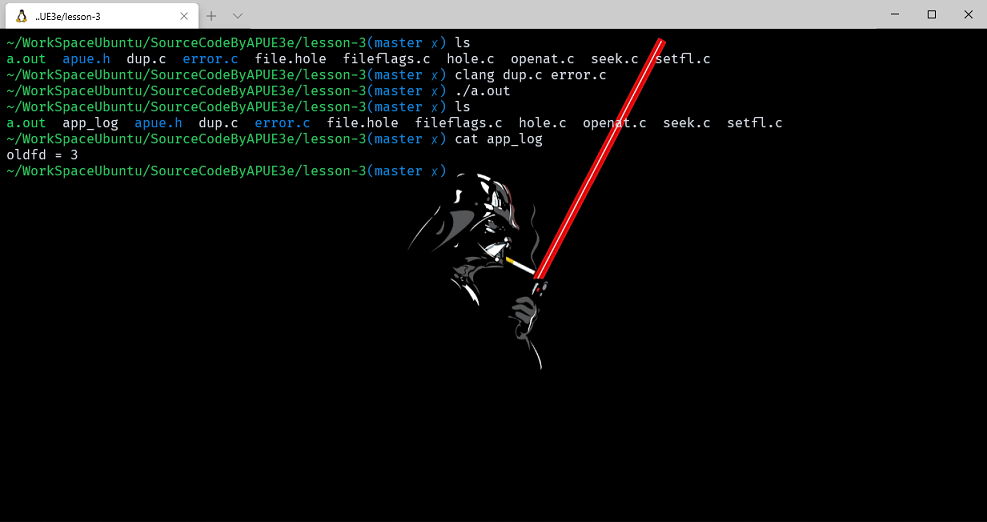 ..UE3e/lesson-3
~/WorkSpaceUbuntu/SourceCodeByAPUE3e/lesson-3(master x) ls
a.out  apue.h  dup.c  error.c  file.hole  fileflags.c  hole.c  openat.c  seek.c  setfl.c
~/WorkSpaceUbuntu/SourceCodeByAPUE3e/lesson-3(master x) clang dup.c error.c
~/WorkSpaceUbuntu/SourceCodeByAPUE3e/lesson-3(master x) ./a.out
~/WorkSpaceUbuntu/SourceCodeByAPUE3e/lesson-3(master x) ls
a.out  app_log  apue.h  dup.c  error.c  file.hole  fileflags.c  hole.c  openat.c  seek.c  setfl.c
~/WorkSpaceUbuntu/SourceCodeByAPUE3e/lesson-3(master x) cat app_log
oldfd = 3
~/WorkSpaceUbuntu/SourceCodeByAPUE3e/lesson-3(master x)